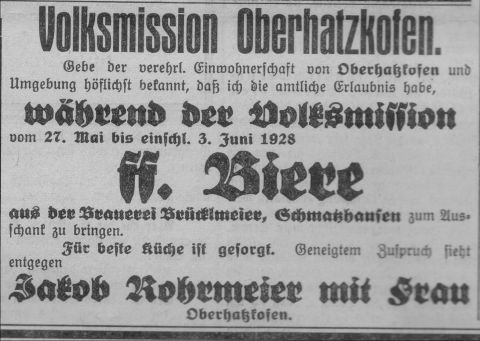 Volksmission Oberhatzkofen.
Gebe der verehrl. Einwohnerschaft von Oberhatzkofen und
Umgebung höflichst bekannt, daß ich die amtliche Erlaubnis habe,
während der Volksmission
vom 27. Mai bis einschl. 3. Juni 1928
ff. Biere
aus der Brauerei Brücklmeier, Schmatzhausen zum Aus-
schank zu bringen.
Für beste Küche ist gesorgt. Geneigtem Zuspruch sieht
entgegen
Jakob Rohrmeier mit Frau
Oberhatzkofen.